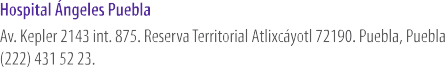 Hospital Ángeles Puebla
Av. Kepler 2143 int. 875. Reserva Territorial Atlixcáyotl 72190. Puebla, Puebla
(222) 431 52 23.